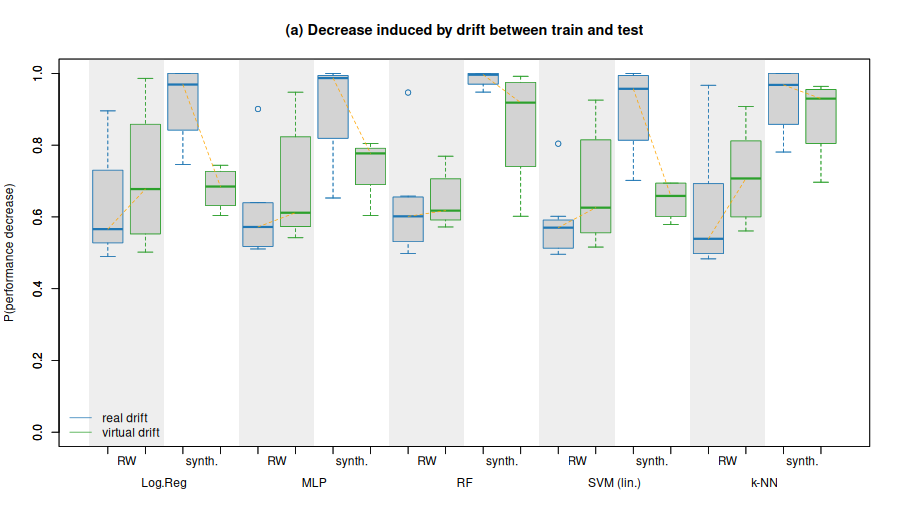 (a) Decrease induced by drift between train and test
P(performance decrease)
1.0
0.8
0.6
0.4
0.2
0.0
real drift
virtual drift
RW synth. RW synth. RW synth. RW synth. RW synth.
Log.Reg MLP RF SVM (lin.) k-NN